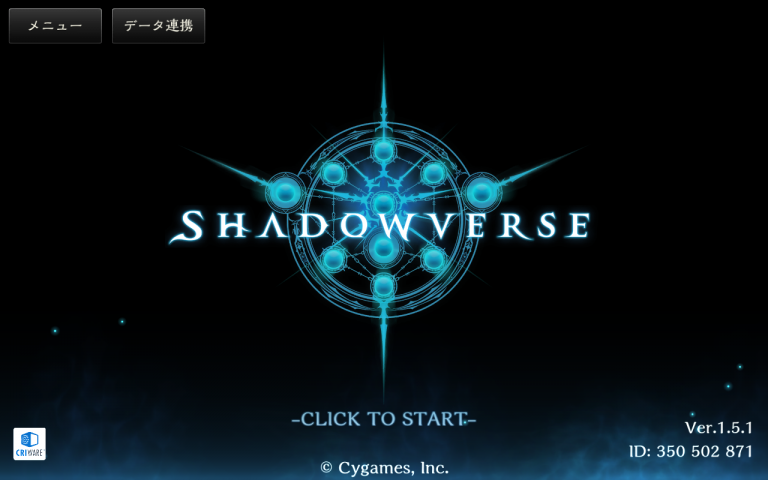 メニュー
データ連携
SHADOWVERSE
-CLICK TO START-
Ver.1.5.1
ID: 350 502 871
CRIWARE
© Cygames, Inc.